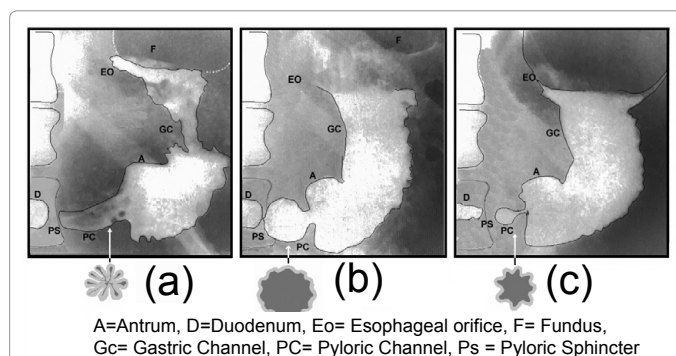 F
EO
GC
A
D
PS
PC
F
EO
GC
A
D
PS
PC
EO
GC
A
D
PS
PC
(a)
(b)
(c)
A=Antrum, D=Duodenum, Eo= Esophageal orifice, F= Fundus,
Gc= Gastric Channel, PC= Pyloric Channel, Ps = Pyloric Sphincter